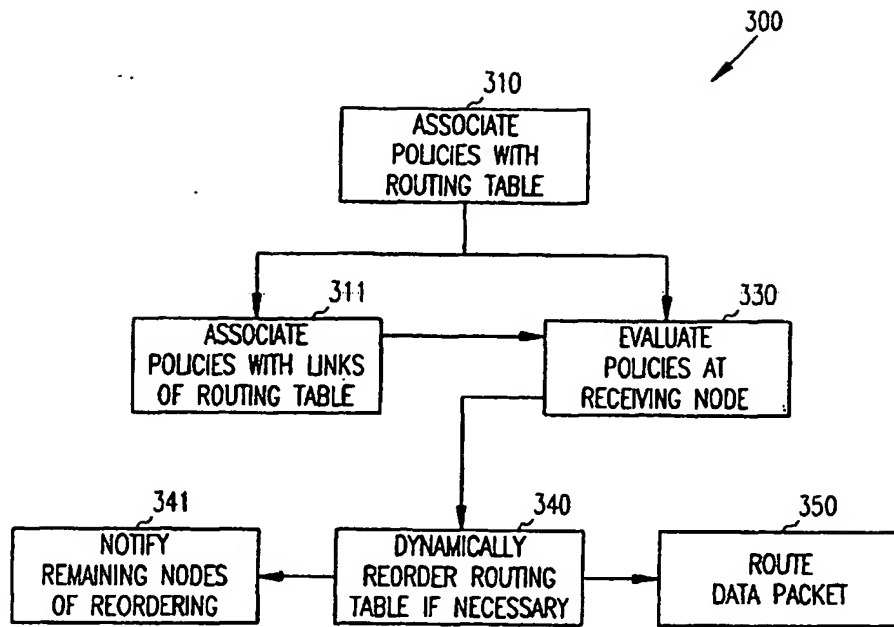 300
310
ASSOCIATE
POLICIES WITH
ROUTING TABLE
311
ASSOCIATE
POLICIES WITH LINKS
OF ROUTING TABLE
330
EVALUATE
POLICIES AT
RECEIVING NODE
341
NOTIFY
REMAINING NODES
OF REORDERING
340
DYNAMICALLY
REORDER ROUTING
TABLE IF NECESSARY
350
ROUTE
DATA PACKET